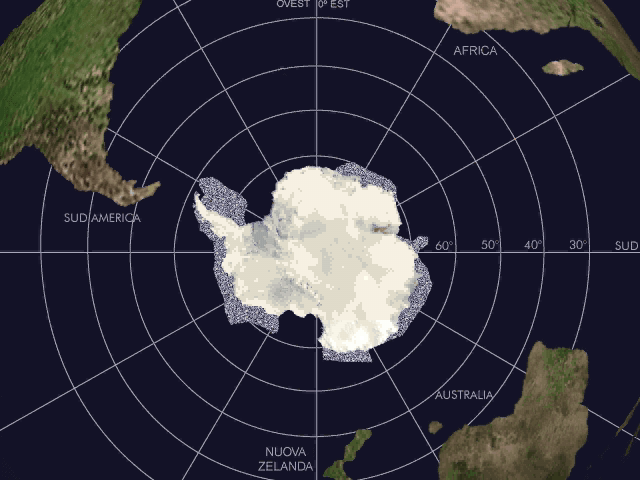 OVEST 0° EST
AFRICA
SUD AMERICA
60° 50° 40° 30° SUD
AUSTRALIA
NUOVA
ZELANDA